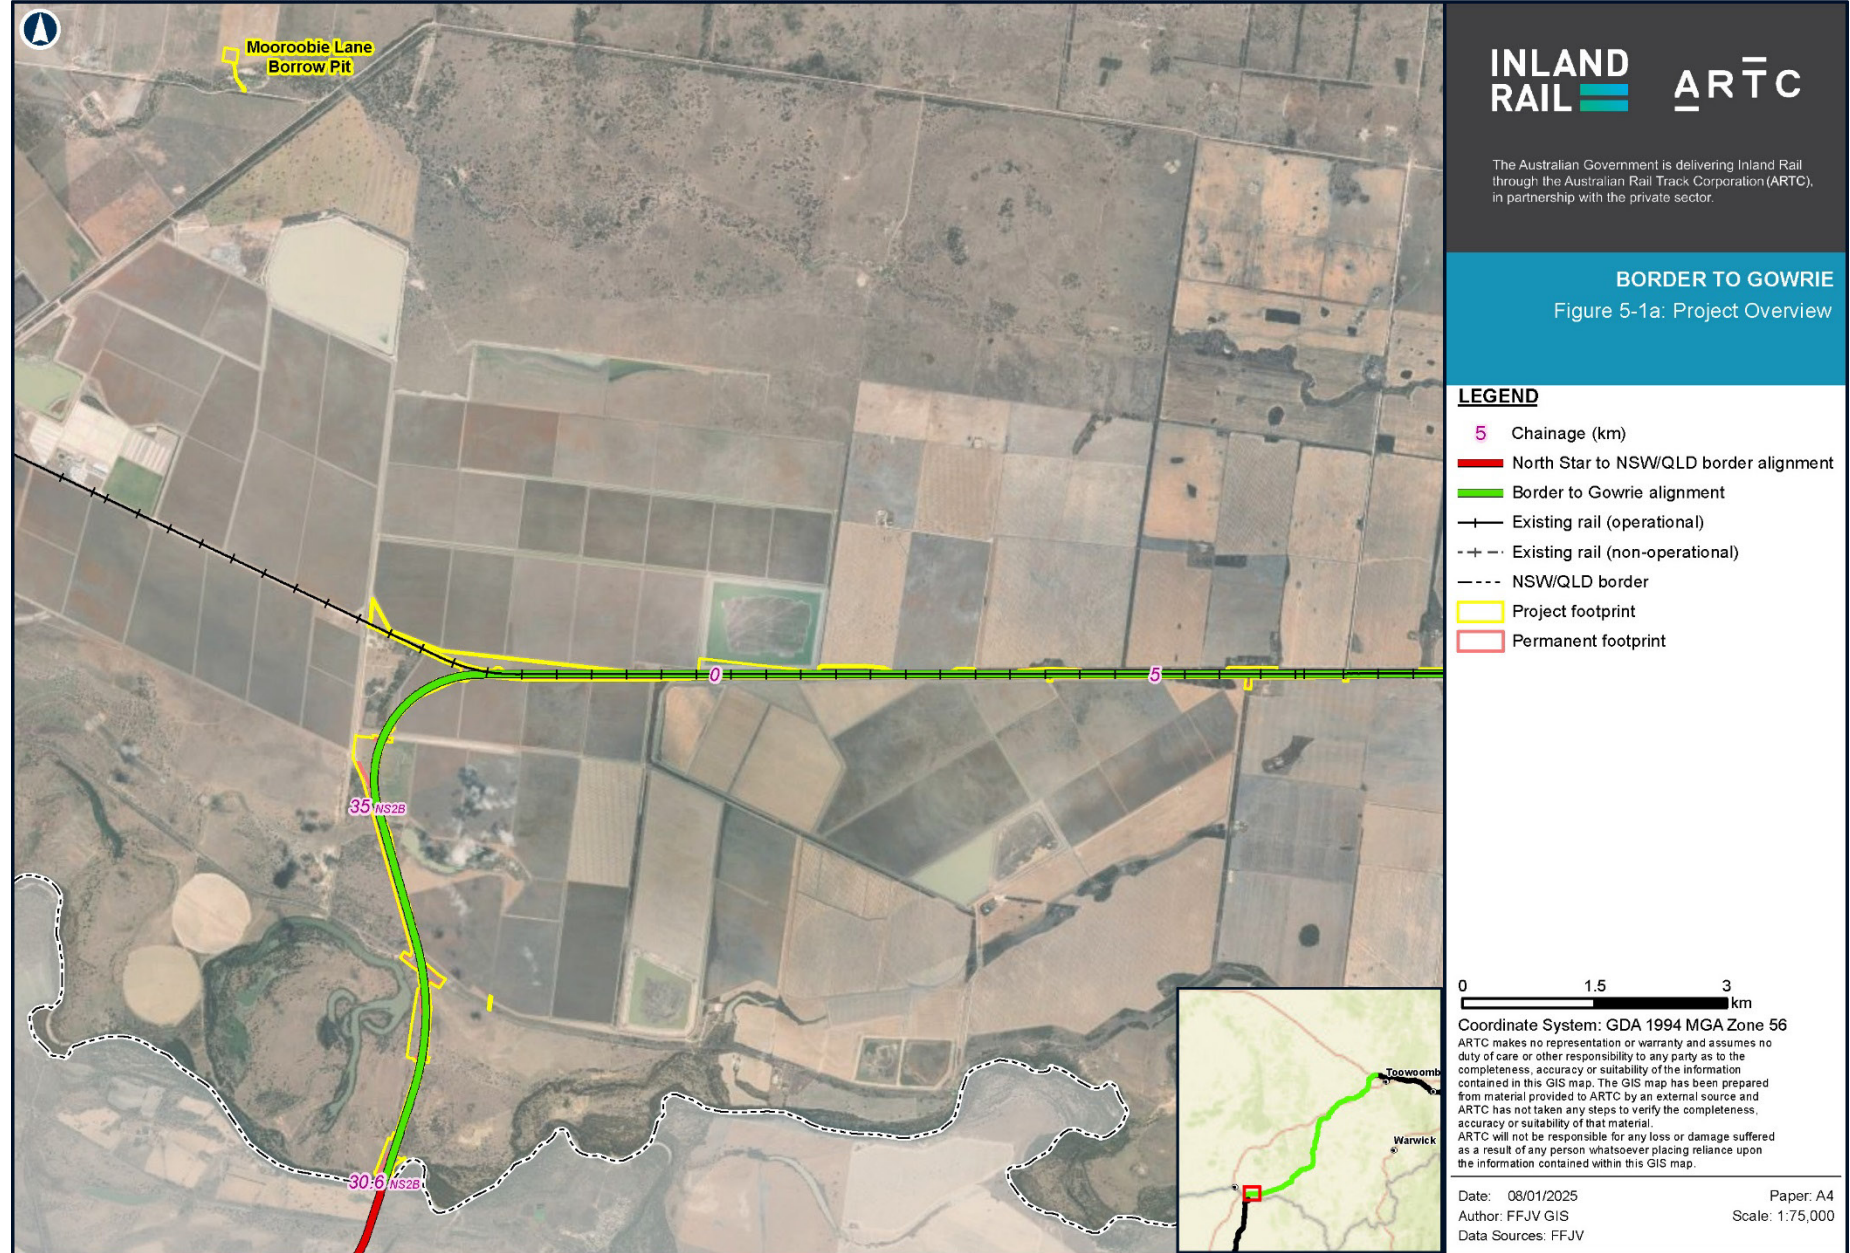 Mooroobie Lane
Borrow Pit
0
5
35 NS2B
30.6 NS2B
Toowoomb
Warwick
INLAND
RAIL
ARTC
The Australian Government is delivering Inland Rail
through the Australian Rail Track Corporation (ARTC),
in partnership with the private sector.
BORDER TO GOWRIE
Figure 5-1a: Project Overview
LEGEND
5 Chainage (km)
North Star to NSW/QLD border alignment
Border to Gowrie alignment
Existing rail (operational)
Existing rail (non-operational)
NSW/QLD border
Project footprint
Permanent footprint
0 1.5 3
km
Coordinate System: GDA 1994 MGA Zone 56
ARTC makes no representation or warranty and assumes no
duty of care or other responsibility to any party as to the
completeness, accuracy or suitability of the information
contained in this GIS map. The GIS map has been prepared
from material provided to ARTC by an external source and
ARTC has not taken any steps to verify the completeness,
accuracy or suitability of that material.
ARTC will not be responsible for any loss or damage suffered
as a result of any person whatsoever placing reliance upon
the information contained within this GIS map.
Date: 08/01/2025 Paper: A4
Author: FFJV GIS Scale: 1:75,000
Data Sources: FFJV